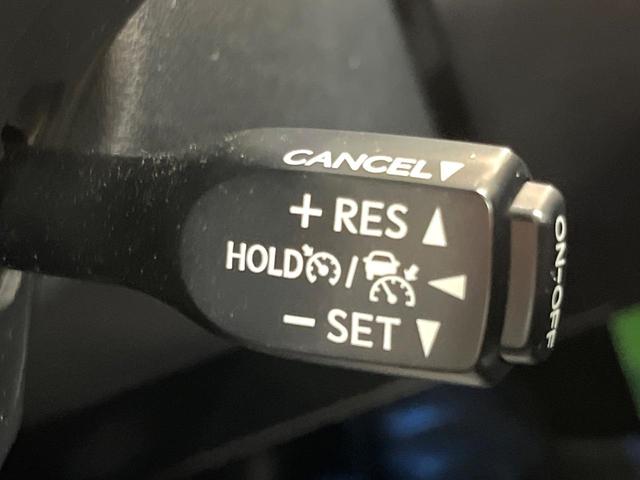 CANCEL▼
+ RES ▲
HOLD / ◀
− SET ▼
ON-OFF